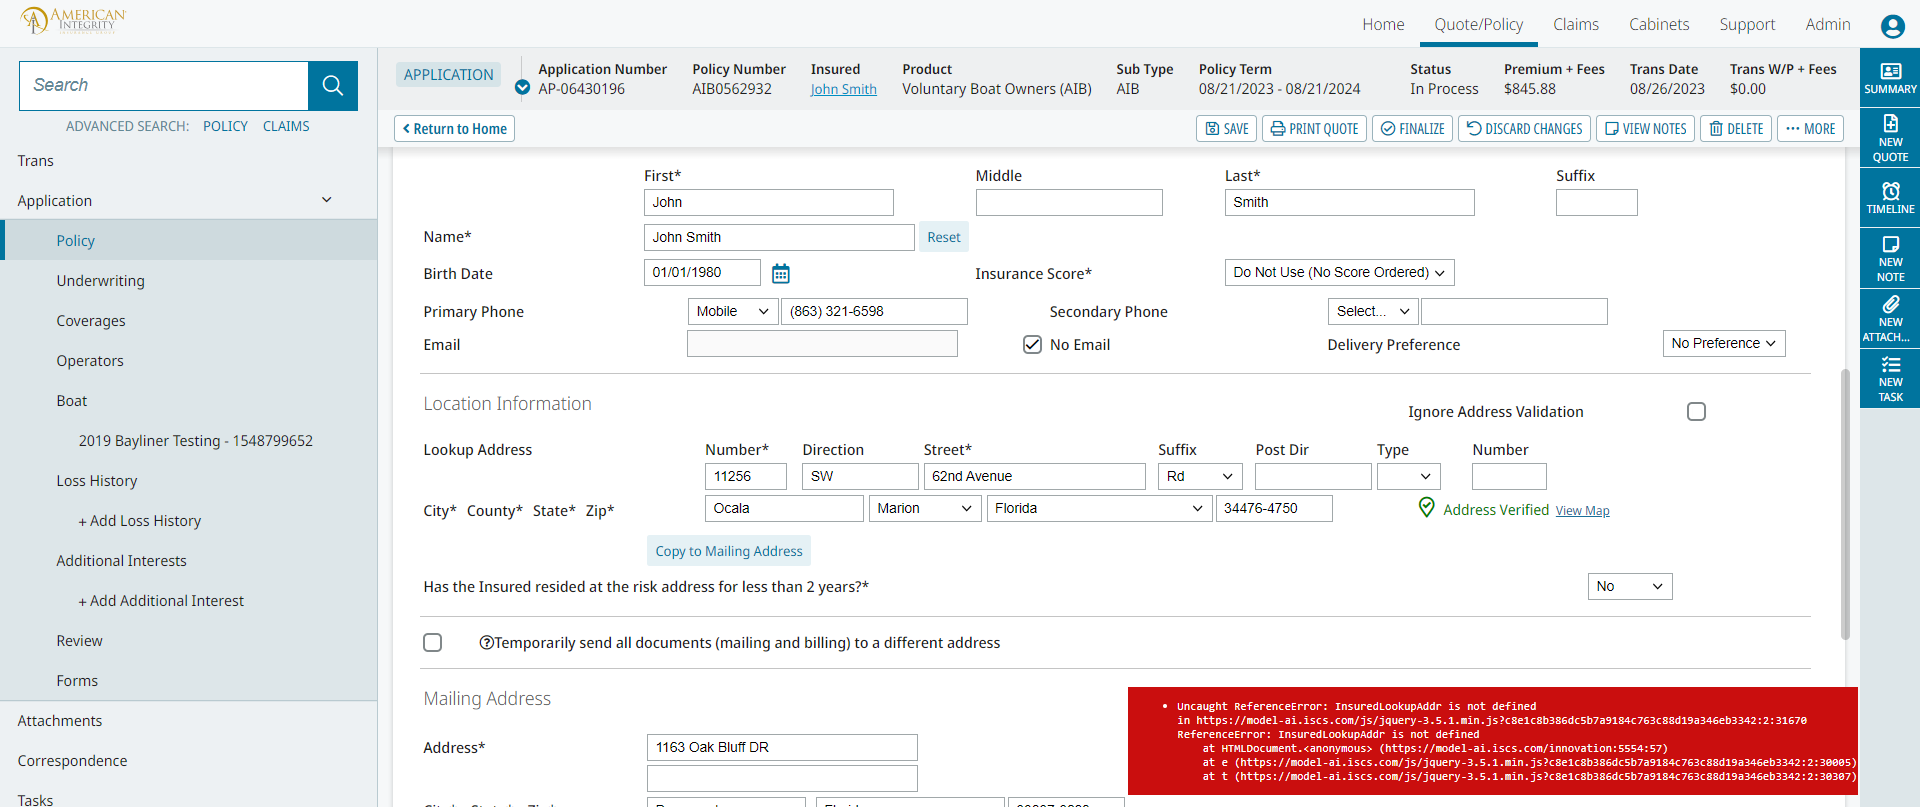 AMERICAN
INTEGRITY
Home Quote/Policy Claims Cabinets Support Admin
Search
ADVANCED SEARCH: POLICY CLAIMS
Trans
Application
Policy
Underwriting
Coverages
Operators
Boat
2019 Bayliner Testing - 1548799652
Loss History
+ Add Loss History
Additional Interests
+ Add Additional Interest
Review
Forms
Attachments
Correspondence
Tasks
APPLICATION
Application Number Policy Number Insured Product Sub Type Policy Term Status Premium + Fees Trans Date Trans W/P + Fees
AP-06430196 AIB0562932 John Smith Voluntary Boat Owners (AIB) AIB 08/21/2023 - 08/21/2024 In Process $845.88 08/26/2023 $0.00
Return to Home SAVE PRINT QUOTE FINALIZE DISCARD CHANGES VIEW NOTES DELETE MORE
First* Middle Last* Suffix
John Smith
Name* John Smith Reset
Birth Date 01/01/1980 Insurance Score* Do Not Use (No Score Ordered)
Primary Phone Mobile (863) 321-6598 Secondary Phone Select...
Email No Email Delivery Preference No Preference
Location Information
Ignore Address Validation
Lookup Address Number* Direction Street* Suffix Post Dir Type Number
11256 SW 62nd Avenue Rd
City* County* State* Zip* Ocala Marion Florida 34476-4750 Address Verified View Map
Copy to Mailing Address
Has the Insured resided at the risk address for less than 2 years?* No
Temporarily send all documents (mailing and billing) to a different address
Mailing Address
Address* 1163 Oak Bluff DR
• Uncaught ReferenceError: InsuredLookupAddr is not defined
in https://model-ai.iscs.com/js/jquery-3.5.1.min.js?c8e1c8b386dc5b7a9184c763c88d19a346eb3342:2:31670
ReferenceError: InsuredLookupAddr is not defined
at HTMLDocument.<anonymous> (https://model-ai.iscs.com/innovation:5554:57)
at e (https://model-ai.iscs.com/js/jquery-3.5.1.min.js?c8e1c8b386dc5b7a9184c763c88d19a346eb3342:2:30005)
at t (https://model-ai.iscs.com/js/jquery-3.5.1.min.js?c8e1c8b386dc5b7a9184c763c88d19a346eb3342:2:30307)
SUMMARY
NEW
QUOTE
TIMELINE
NEW
NOTE
NEW
ATTACH...
NEW
TASK